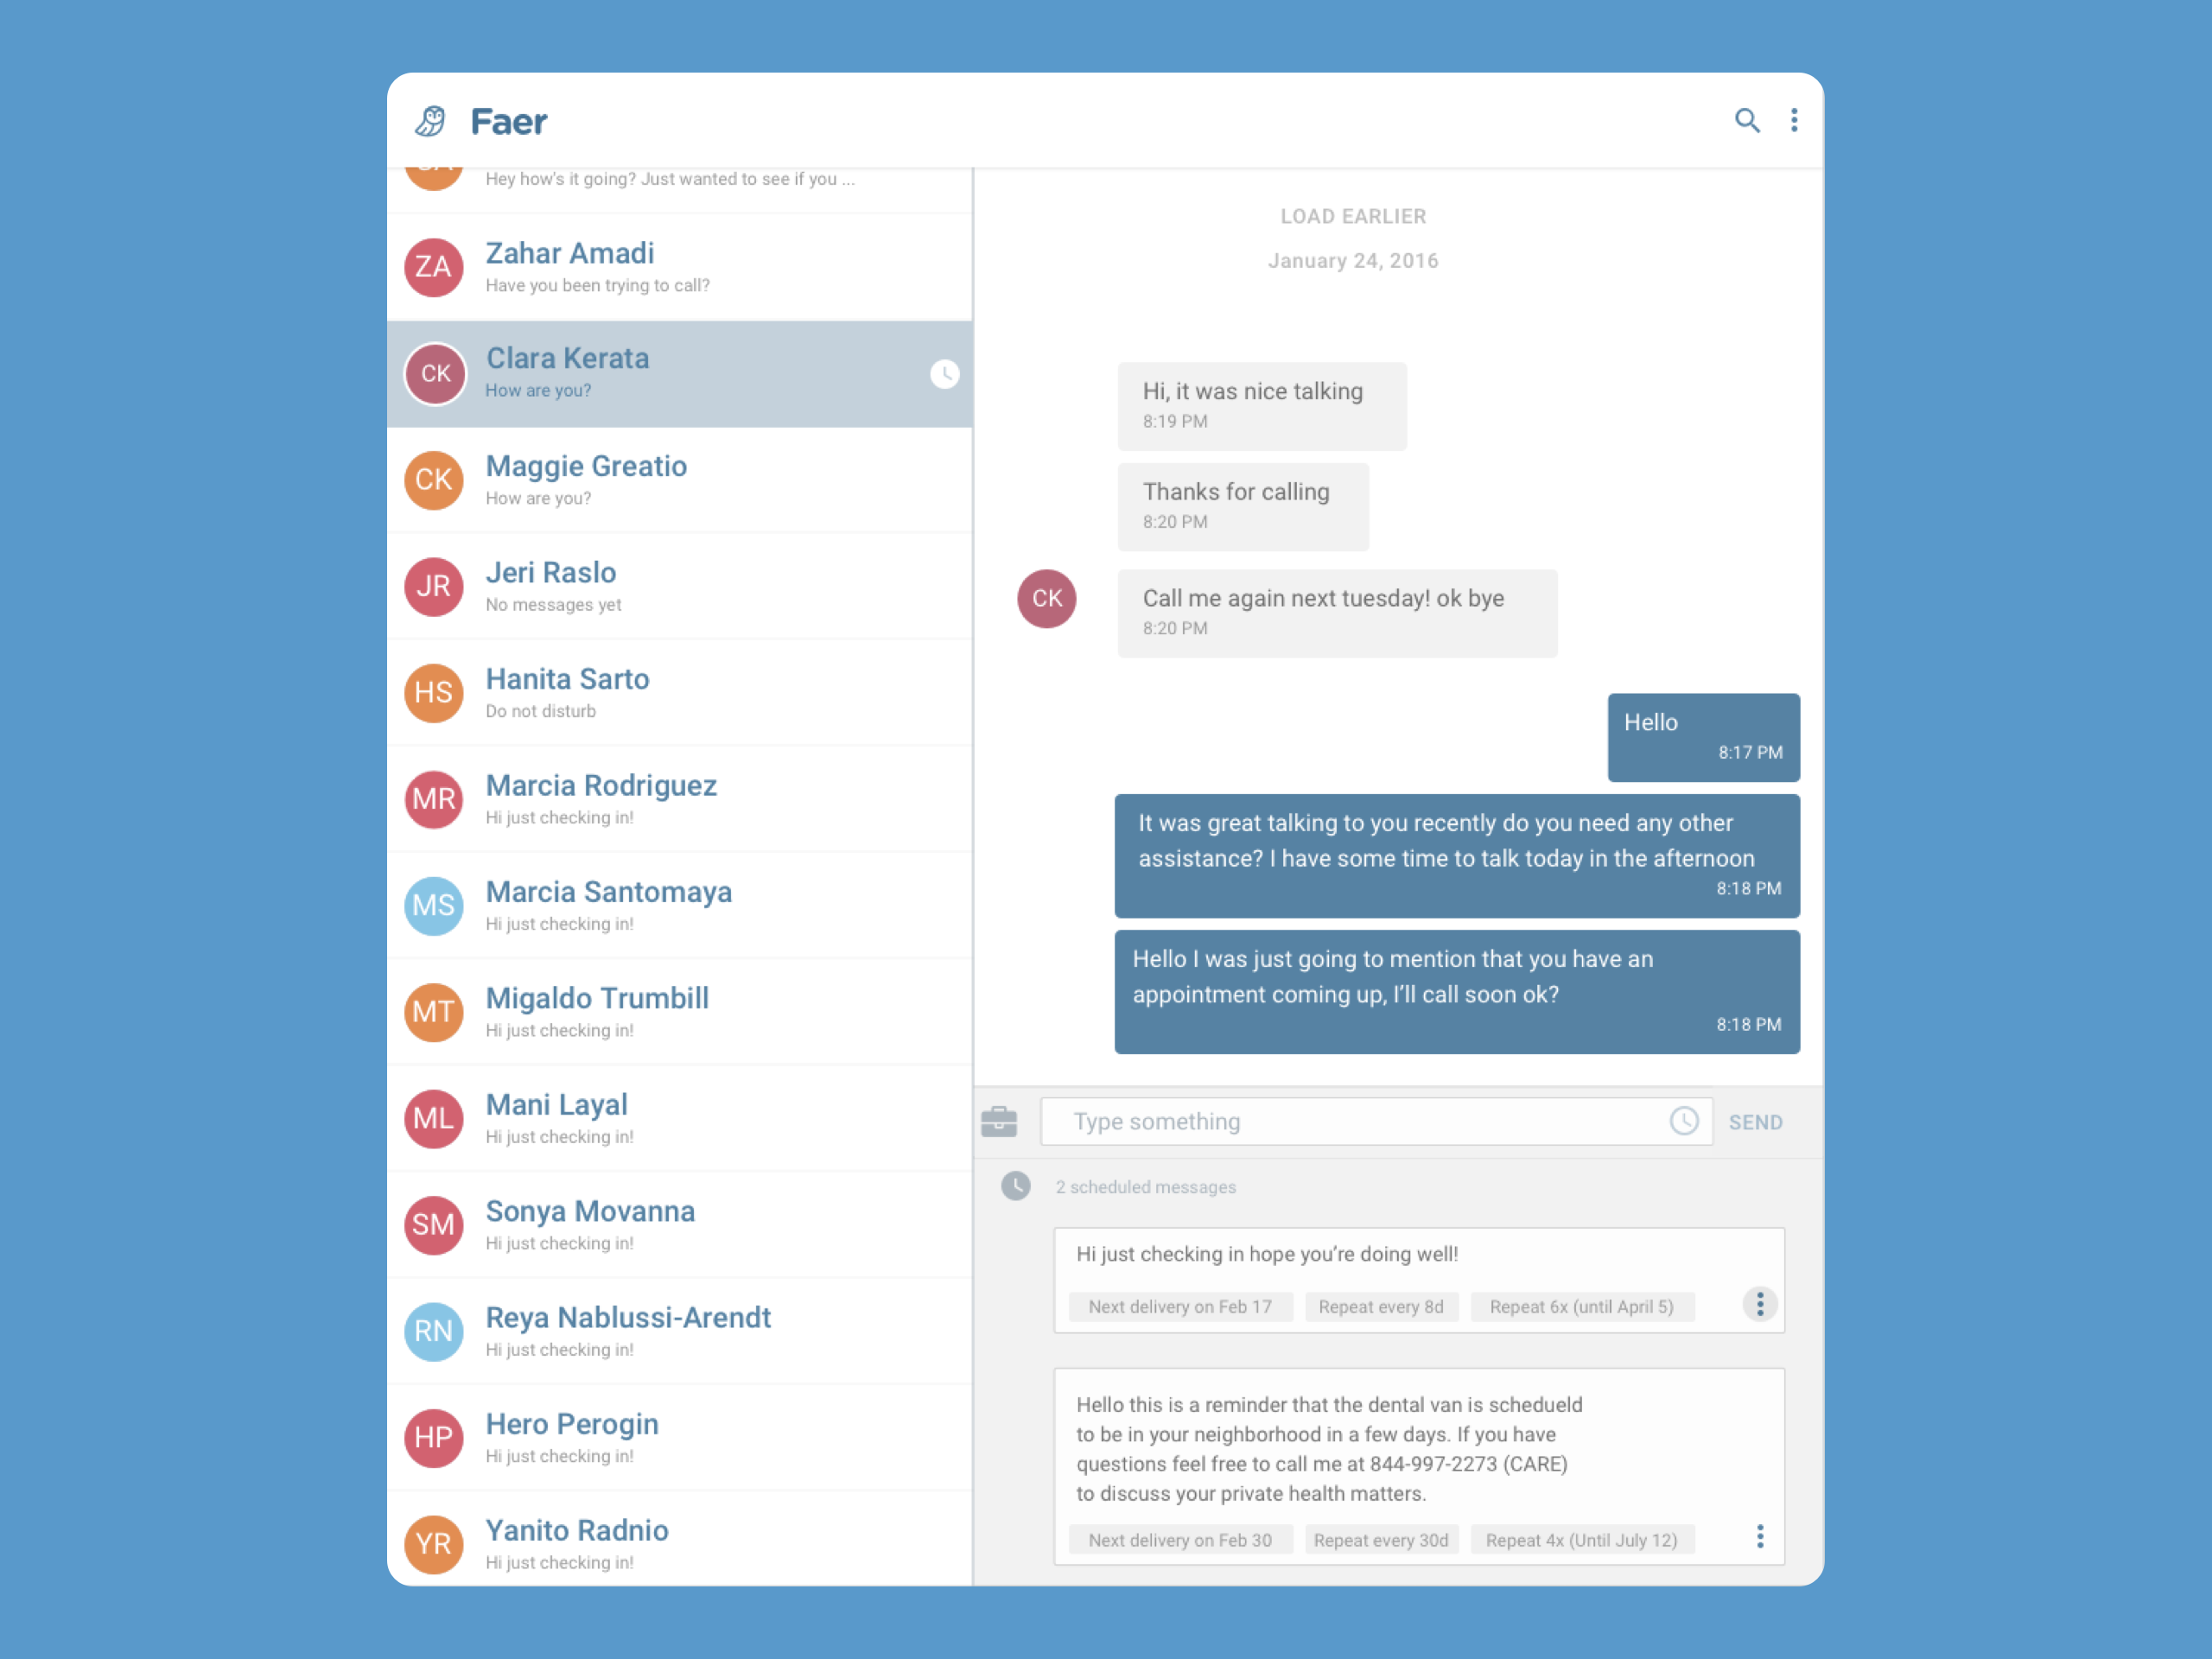 Faer
Hey how's it going? Just wanted to see if you ...
ZA
Zahar Amadi
Have you been trying to call?
CK
Clara Kerata
How are you?
CK
Maggie Greatio
How are you?
JR
Jeri Raslo
No messages yet
HS
Hanita Sarto
Do not disturb
MR
Marcia Rodriguez
Hi just checking in!
MS
Marcia Santomaya
Hi just checking in!
MT
Migaldo Trumbill
Hi just checking in!
ML
Mani Layal
Hi just checking in!
SM
Sonya Movanna
Hi just checking in!
RN
Reya Nablussi-Arendt
Hi just checking in!
HP
Hero Perogin
Hi just checking in!
YR
Yanito Radnio
Hi just checking in!
LOAD EARLIER
January 24, 2016
Hi, it was nice talking
8:19 PM
Thanks for calling
8:20 PM
CK
Call me again next tuesday! ok bye
8:20 PM
Hello
8:17 PM
It was great talking to you recently do you need any other
assistance? I have some time to talk today in the afternoon
8:18 PM
Hello I was just going to mention that you have an
appointment coming up, I'll call soon ok?
8:18 PM
Type something
SEND
2 scheduled messages
Hi just checking in hope you're doing well!
Next delivery on Feb 17
Repeat every 8d
Repeat 6x (until April 5)
Hello this is a reminder that the dental van is schedueld
to be in your neighborhood in a few days. If you have
questions feel free to call me at 844-997-2273 (CARE)
to discuss your private health matters.
Next delivery on Feb 30
Repeat every 30d
Repeat 4x (Until July 12)